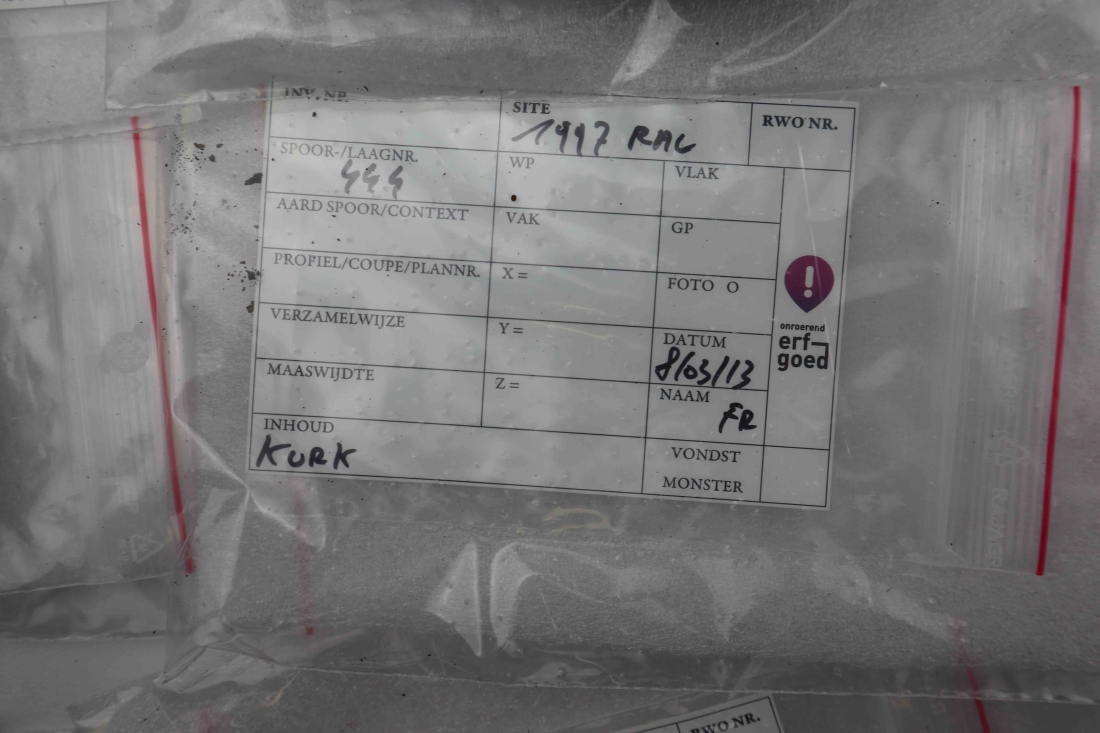 INV. NR.
SITE
1997 RAC
RWO NR.
SPOOR-/LAAGNR.
444
WP
VLAK
AARD SPOOR/CONTEXT
VAK
GP
PROFIEL/COUPE/PLANNR.
X =
FOTO O
VERZAMELWIJZE
Y =
DATUM
8/03/13
onroerend
erf-
goed
MAASWIJDTE
Z =
NAAM
FR
INHOUD
KURK
VONDST
MONSTER
RWO NR.